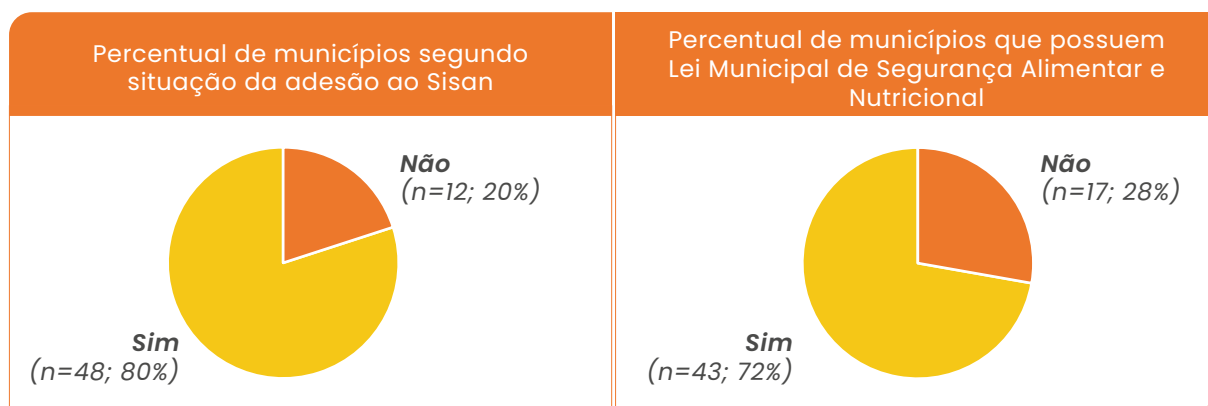 Percentual de municípios segundo
situação da adesão ao Sisan
Não
(n=12; 20%)
Sim
(n=48; 80%)
Percentual de municípios que possuem
Lei Municipal de Segurança Alimentar e
Nutricional
Não
(n=17; 28%)
Sim
(n=43; 72%)